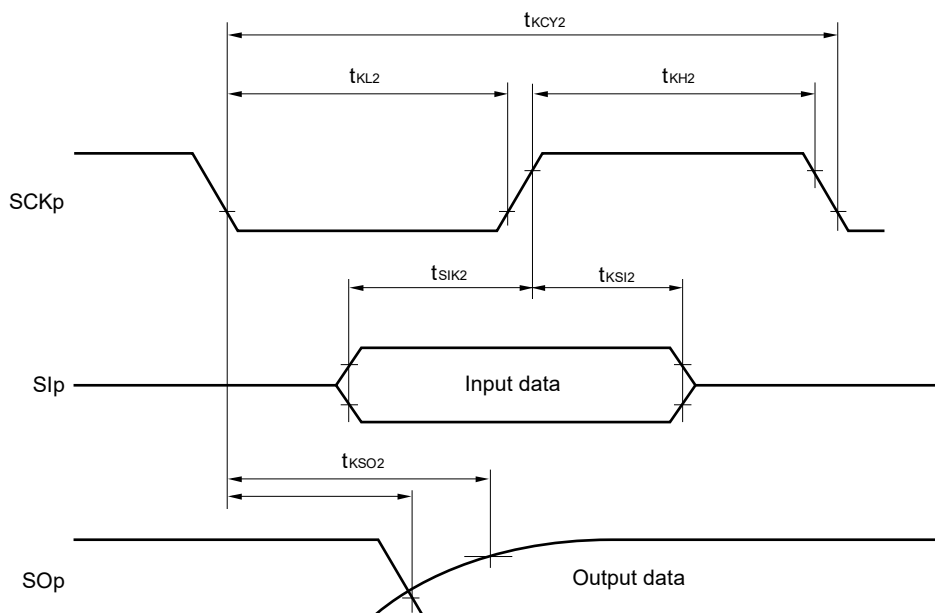 tKCY2
tKL2
tKH2
SCKp
tSIK2
tKSI2
SIp
Input data
tKSO2
SOp
Output data